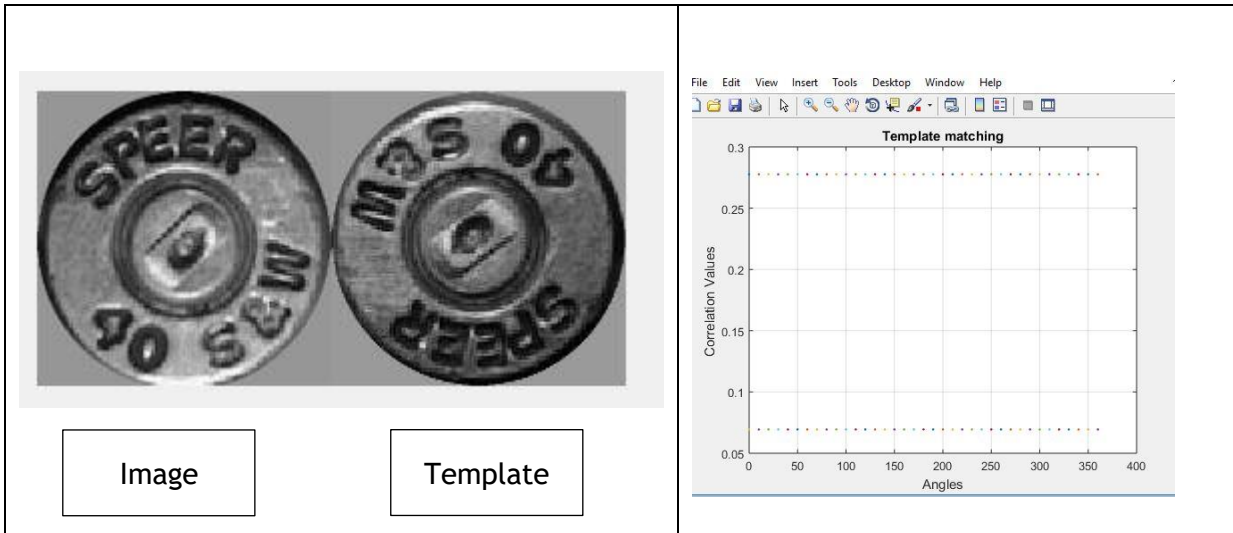 SPEER
40 S&W
40 S&W
SPEER
Image
Template
File Edit View Insert Tools Desktop Window Help
Template matching
0.3
0.25
0.2
0.15
0.1
0.05
Correlation Values
0 50 100 150 200 250 300 350 400
Angles